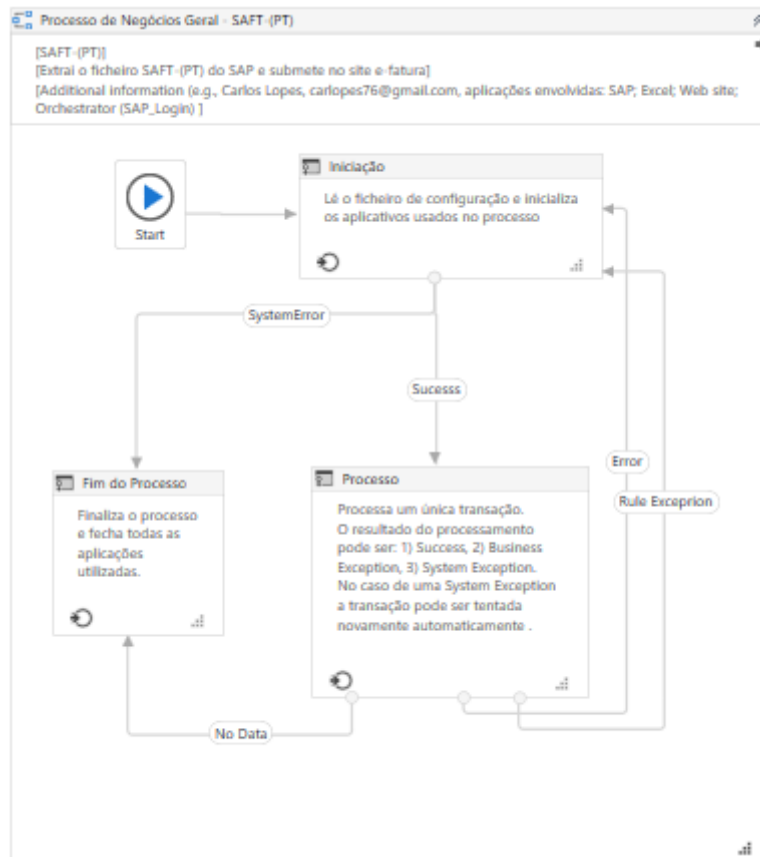 Processo de Negócios Geral - SAFT-(PT)
[SAFT-(PT)]
[Extrai o ficheiro SAFT-(PT) do SAP e submete no site e-fatura]
[Additional information (e.g., Carlos Lopes, carlopes76@gmail.com, aplicações envolvidas: SAP; Excel; Web site;
Orchestrator (SAP_Login) ]
Iniciação
Lê o ficheiro de configuração e inicializa
os aplicativos usados no processo
Start
SystemError
Sucesss
Error
Rule Exceprion
Fim do Processo
Finaliza o processo
e fecha todas as
aplicações
utilizadas.
Processo
Processa um única transação.
O resultado do processamento
pode ser: 1) Success, 2) Business
Exception, 3) System Exception.
No caso de uma System Exception
a transação pode ser tentada
novamente automaticamente .
No Data